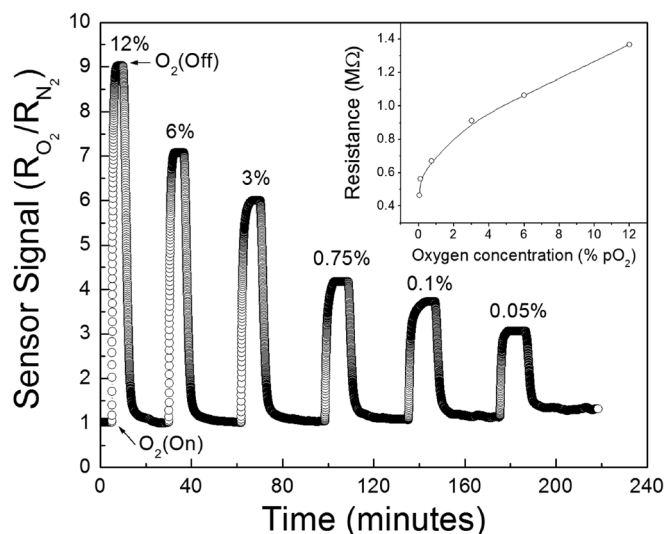 10
9
8
7
6
5
4
3
2
1
0
Sensor Signal (R_O2/R_N2)
12%
O2(Off)
6%
3%
0.75%
0.1%
0.05%
O2(On)
0 40 80 120 160 200 240
Time (minutes)
1.4
1.2
1.0
0.8
0.6
0.4
Resistance (MΩ)
0 2 4 6 8 10 12
Oxygen concentration (% pO2)